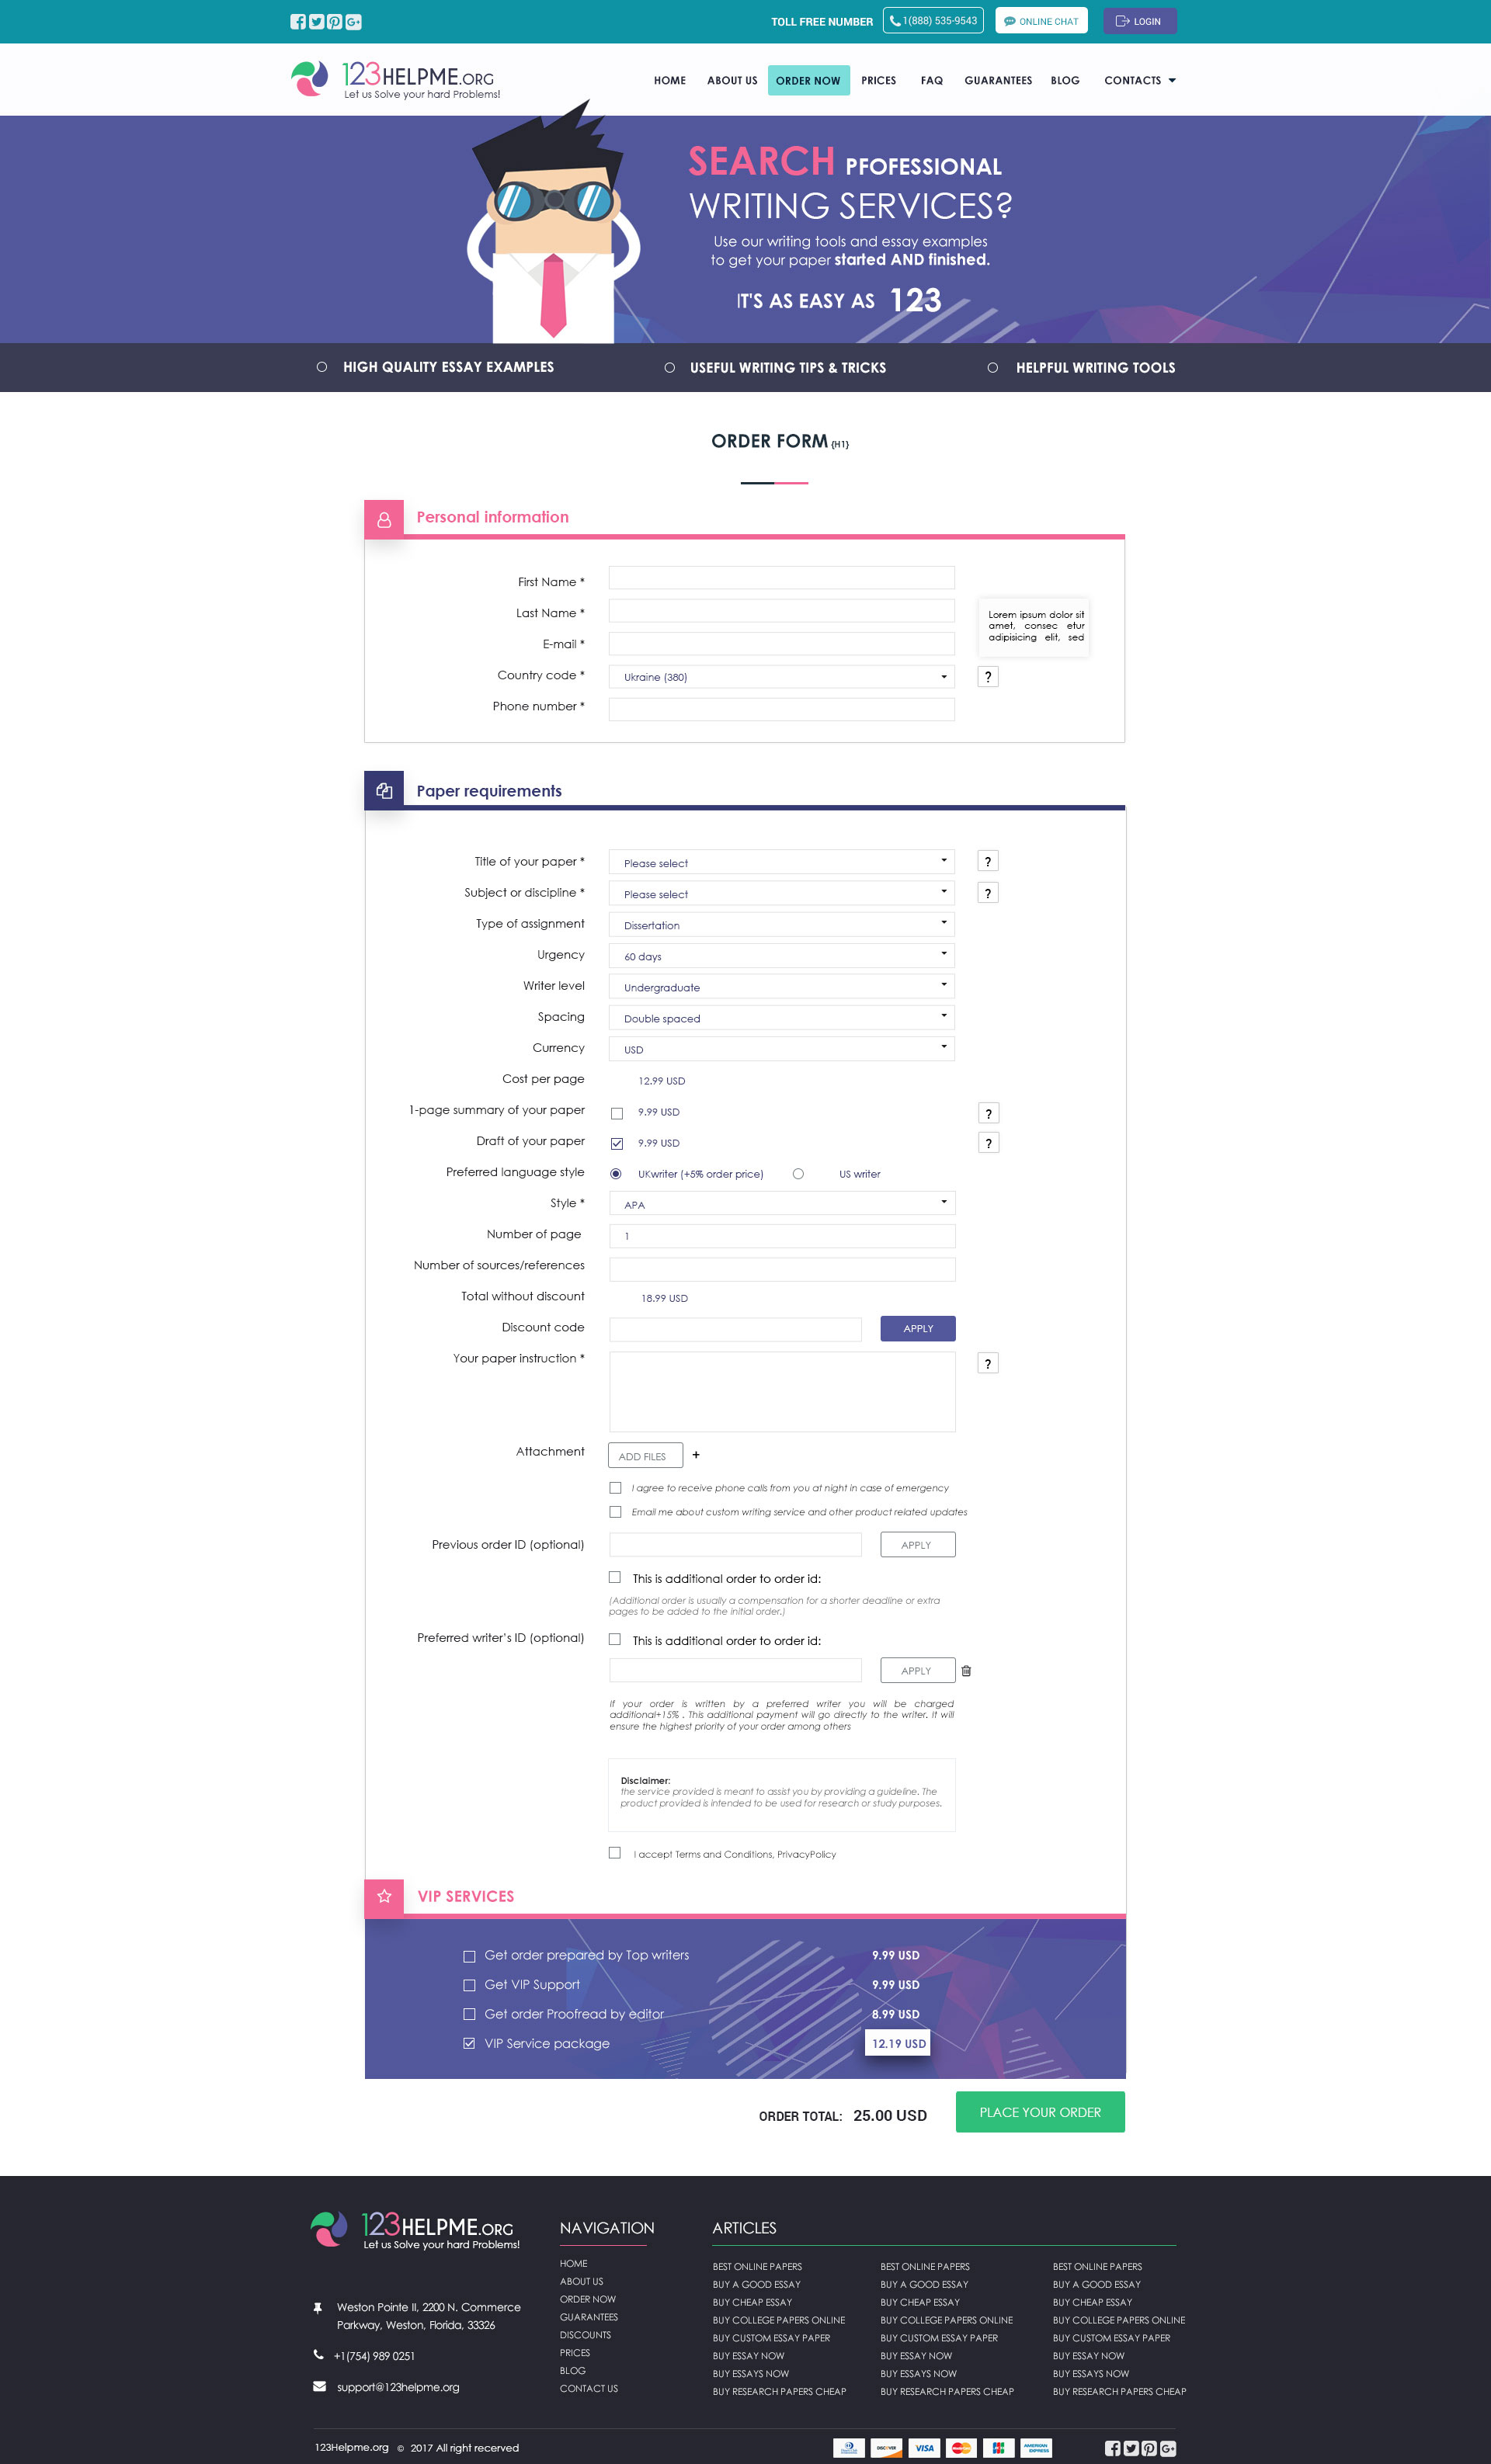 TOLL FREE NUMBER 1(888) 535-9543 ONLINE CHAT LOGIN
123HELPME.ORG
Let us Solve your hard Problems!
HOME ABOUT US ORDER NOW PRICES FAQ GUARANTEES BLOG CONTACTS
SEARCH PFOFESSIONAL
WRITING SERVICES?
Use our writing tools and essay examples
to get your paper started AND finished.
IT'S AS EASY AS 123
HIGH QUALITY ESSAY EXAMPLES USEFUL WRITING TIPS & TRICKS HELPFUL WRITING TOOLS
ORDER FORM {H1}
Personal information
First Name *
Last Name *
Lorem ipsum dolor sit
amet, consec etur
adipisicing elit, sed
E-mail *
Country code * Ukraine (380) ?
Phone number *
Paper requirements
Title of your paper * Please select ?
Subject or discipline * Please select ?
Type of assignment Dissertation
Urgency 60 days
Writer level Undergraduate
Spacing Double spaced
Currency USD
Cost per page 12.99 USD
1-page summary of your paper 9.99 USD ?
Draft of your paper 9.99 USD ?
Preferred language style UKwriter (+5% order price) US writer
Style * APA
Number of page 1
Number of sources/references
Total without discount 18.99 USD
Discount code APPLY
Your paper instruction * ?
Attachment ADD FILES +
I agree to receive phone calls from you at night in case of emergency
Email me about custom writing service and other product related updates
Previous order ID (optional) APPLY
This is additional order to order id:
(Additional order is usually a compensation for a shorter deadline or extra
pages to be added to the initial order.)
Preferred writer's ID (optional) This is additional order to order id:
APPLY
If your order is written by a preferred writer you will be charged
additional+15% . This additional payment will go directly to the writer. It will
ensure the highest priority of your order among others
Disclaimer:
the service provided is meant to assist you by providing a guideline. The
product provided is intended to be used for research or study purposes.
I accept Terms and Conditions, PrivacyPolicy
VIP SERVICES
Get order prepared by Top writers 9.99 USD
Get VIP Support 9.99 USD
Get order Proofread by editor 8.99 USD
VIP Service package 12.19 USD
ORDER TOTAL: 25.00 USD PLACE YOUR ORDER
123HELPME.ORG
Let us Solve your hard Problems!
Weston Pointe II, 2200 N. Commerce
Parkway, Weston, Florida, 33326
+1(754) 989 0251
support@123helpme.org
NAVIGATION
HOME
ABOUT US
ORDER NOW
GUARANTEES
DISCOUNTS
PRICES
BLOG
CONTACT US
ARTICLES
BEST ONLINE PAPERS BEST ONLINE PAPERS BEST ONLINE PAPERS
BUY A GOOD ESSAY BUY A GOOD ESSAY BUY A GOOD ESSAY
BUY CHEAP ESSAY BUY CHEAP ESSAY BUY CHEAP ESSAY
BUY COLLEGE PAPERS ONLINE BUY COLLEGE PAPERS ONLINE BUY COLLEGE PAPERS ONLINE
BUY CUSTOM ESSAY PAPER BUY CUSTOM ESSAY PAPER BUY CUSTOM ESSAY PAPER
BUY ESSAY NOW BUY ESSAY NOW BUY ESSAY NOW
BUY ESSAYS NOW BUY ESSAYS NOW BUY ESSAYS NOW
BUY RESEARCH PAPERS CHEAP BUY RESEARCH PAPERS CHEAP BUY RESEARCH PAPERS CHEAP
123Helpme.org © 2017 All right recerved
DISCOVER VISA MasterCard JCB AMERICAN EXPRESS